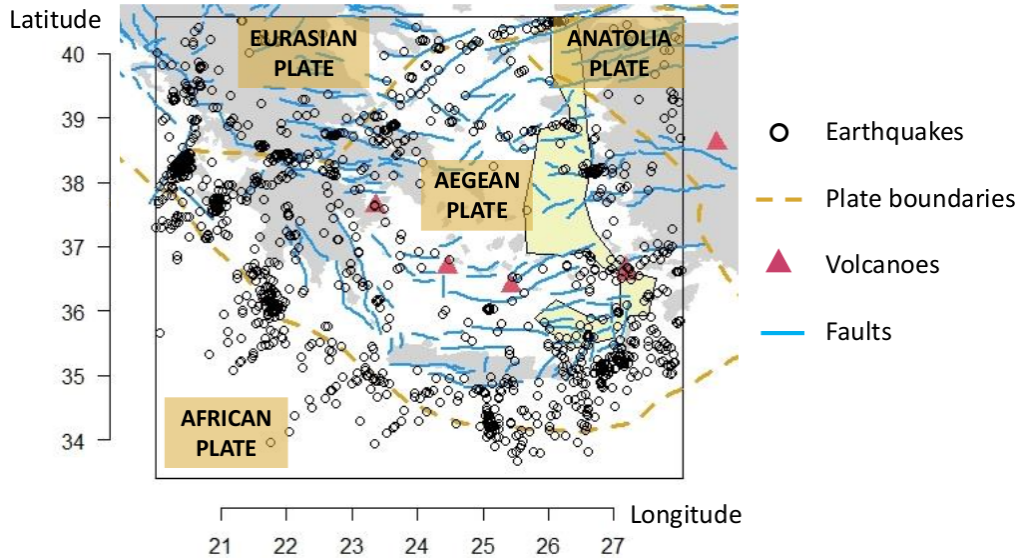 Latitude
40
39
38
37
36
35
34
EURASIAN
PLATE
ANATOLIA
PLATE
AEGEAN
PLATE
AFRICAN
PLATE
Earthquakes
Plate boundaries
Volcanoes
Faults
Longitude
21 22 23 24 25 26 27